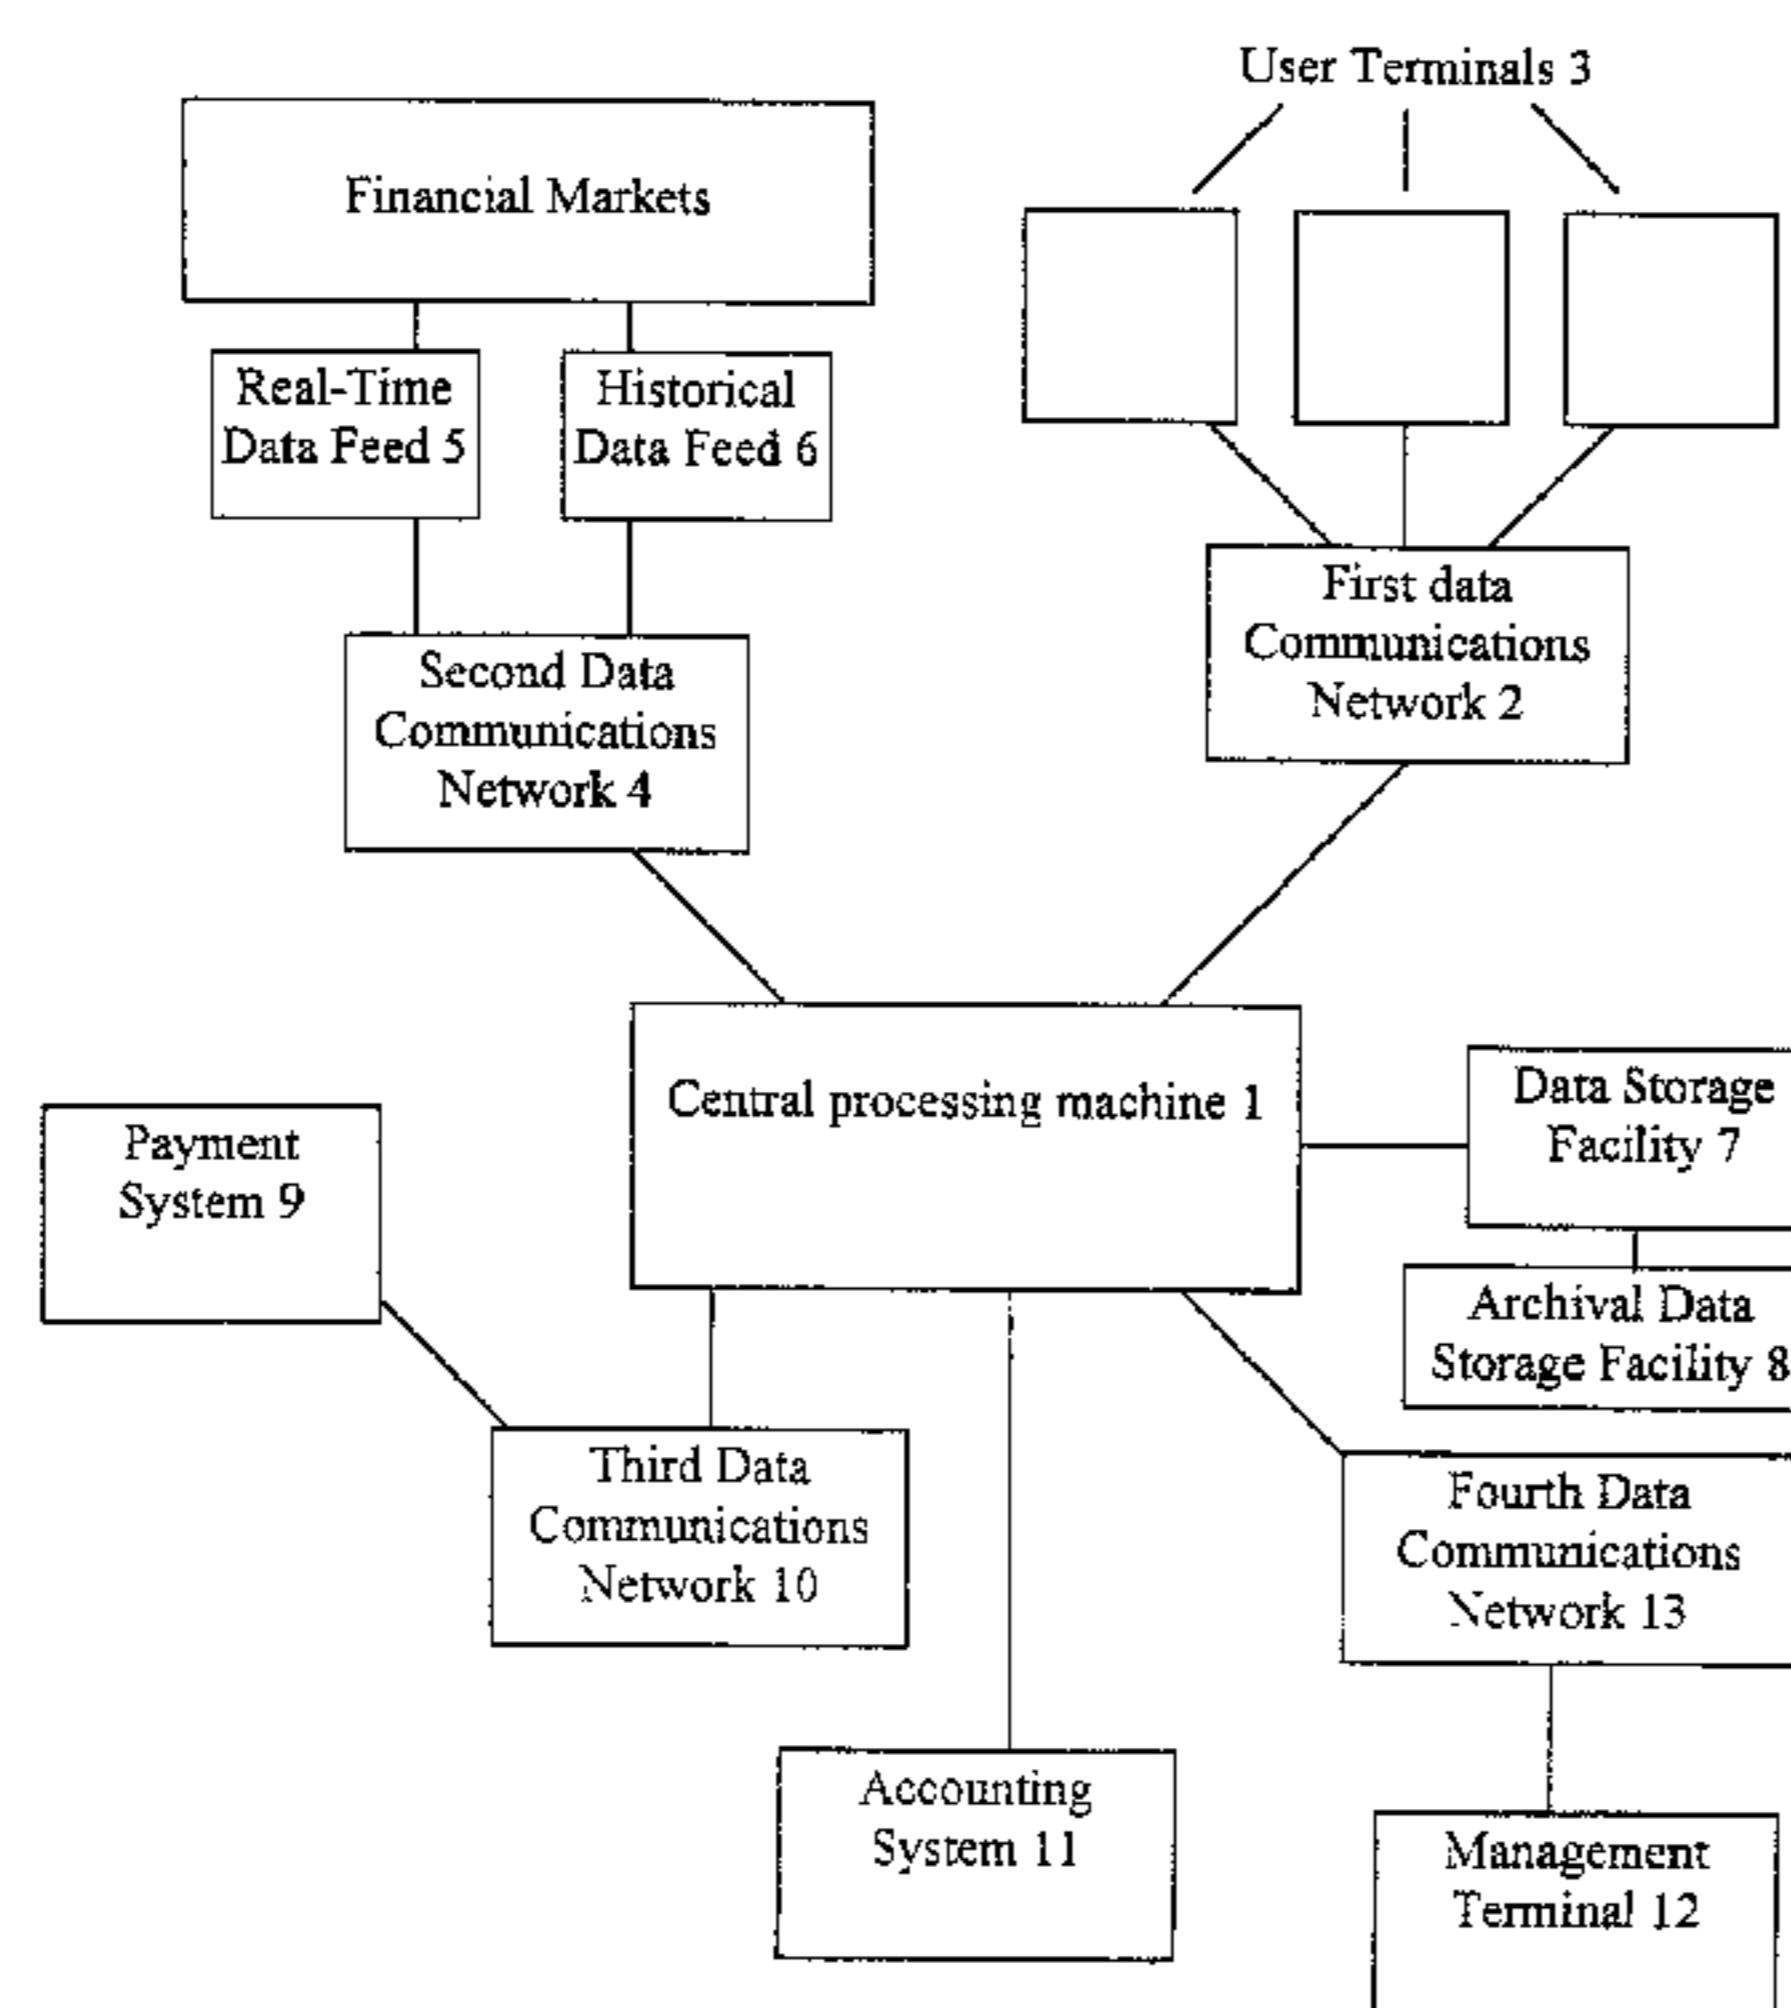 User Terminals 3
Financial Markets
Real-Time
Data Feed 5
Historical
Data Feed 6
First data
Communications
Network 2
Second Data
Communications
Network 4
Central processing machine 1
Data Storage
Facility 7
Payment
System 9
Archival Data
Storage Facility 8
Third Data
Communications
Network 10
Fourth Data
Communications
Network 13
Accounting
System 11
Management
Terminal 12